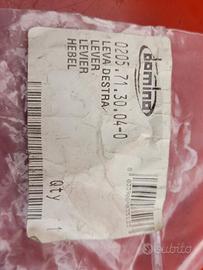 domino
0205.71.30.04-0
LEVA DESTRA
LEVER
LEVIER
HEBEL
Qty 1
subito